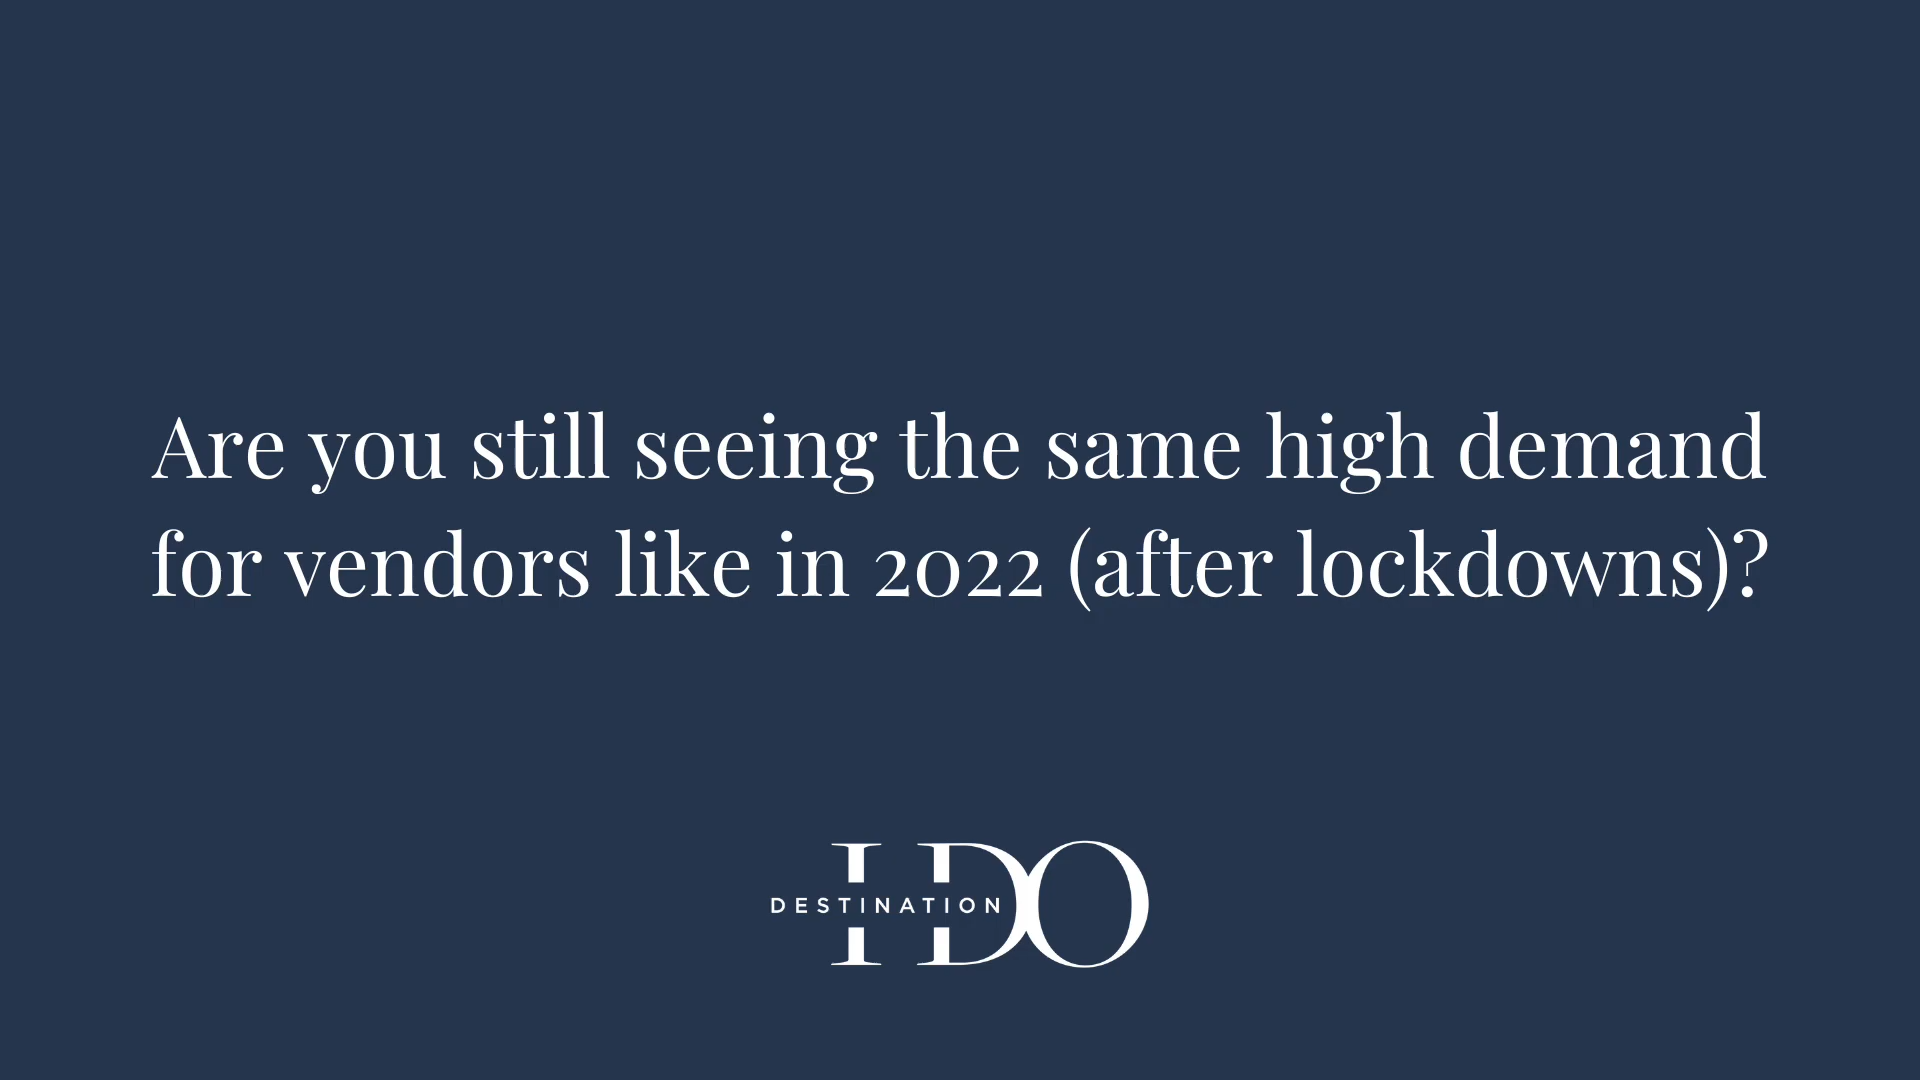 Are you still seeing the same high demand
for vendors like in 2022 (after lockdowns)?
DESTINATION
I DO